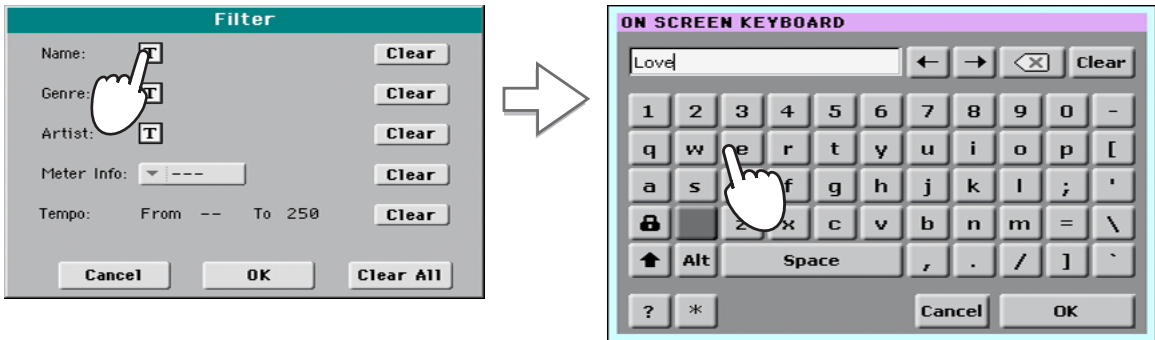 Filter
Name: T Clear
Genre: T Clear
Artist: T Clear
Meter Info: --- Clear
Tempo: From -- To 250 Clear
Cancel OK Clear All
ON SCREEN KEYBOARD
Love ← → Clear
1 2 3 4 5 6 7 8 9 0 -
q w e r t y u i o p [
a s f g h j k l ; '
z x c v b n m = \
Alt Space , . / ] `
? * Cancel OK